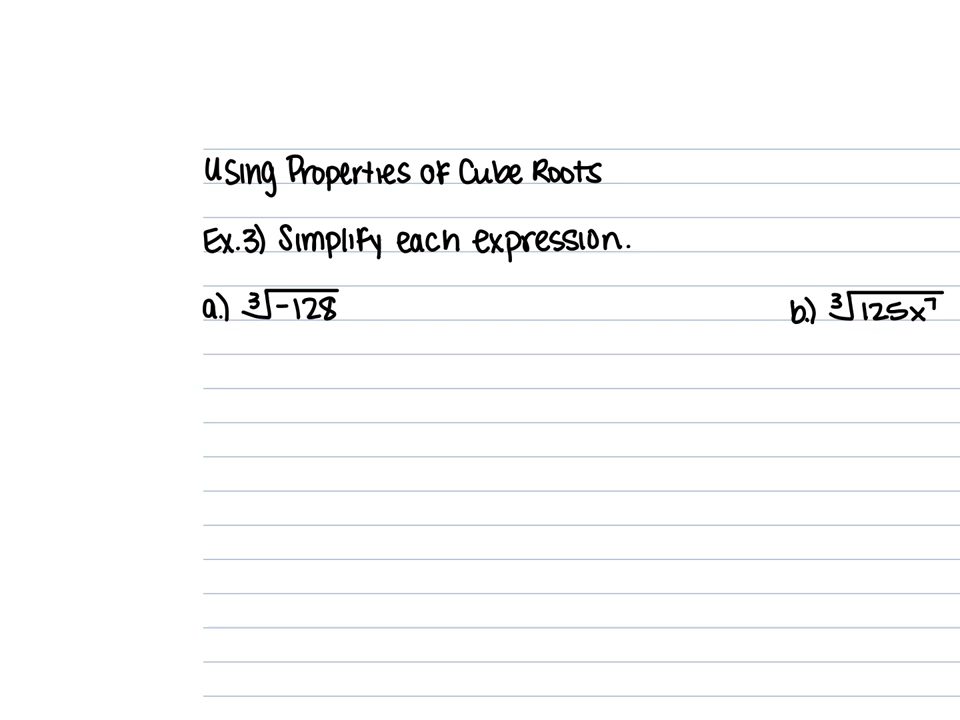 Using Properties of Cube Roots
Ex.3) Simplify each expression.
a.) ∛-128 b.) ∛125x⁷